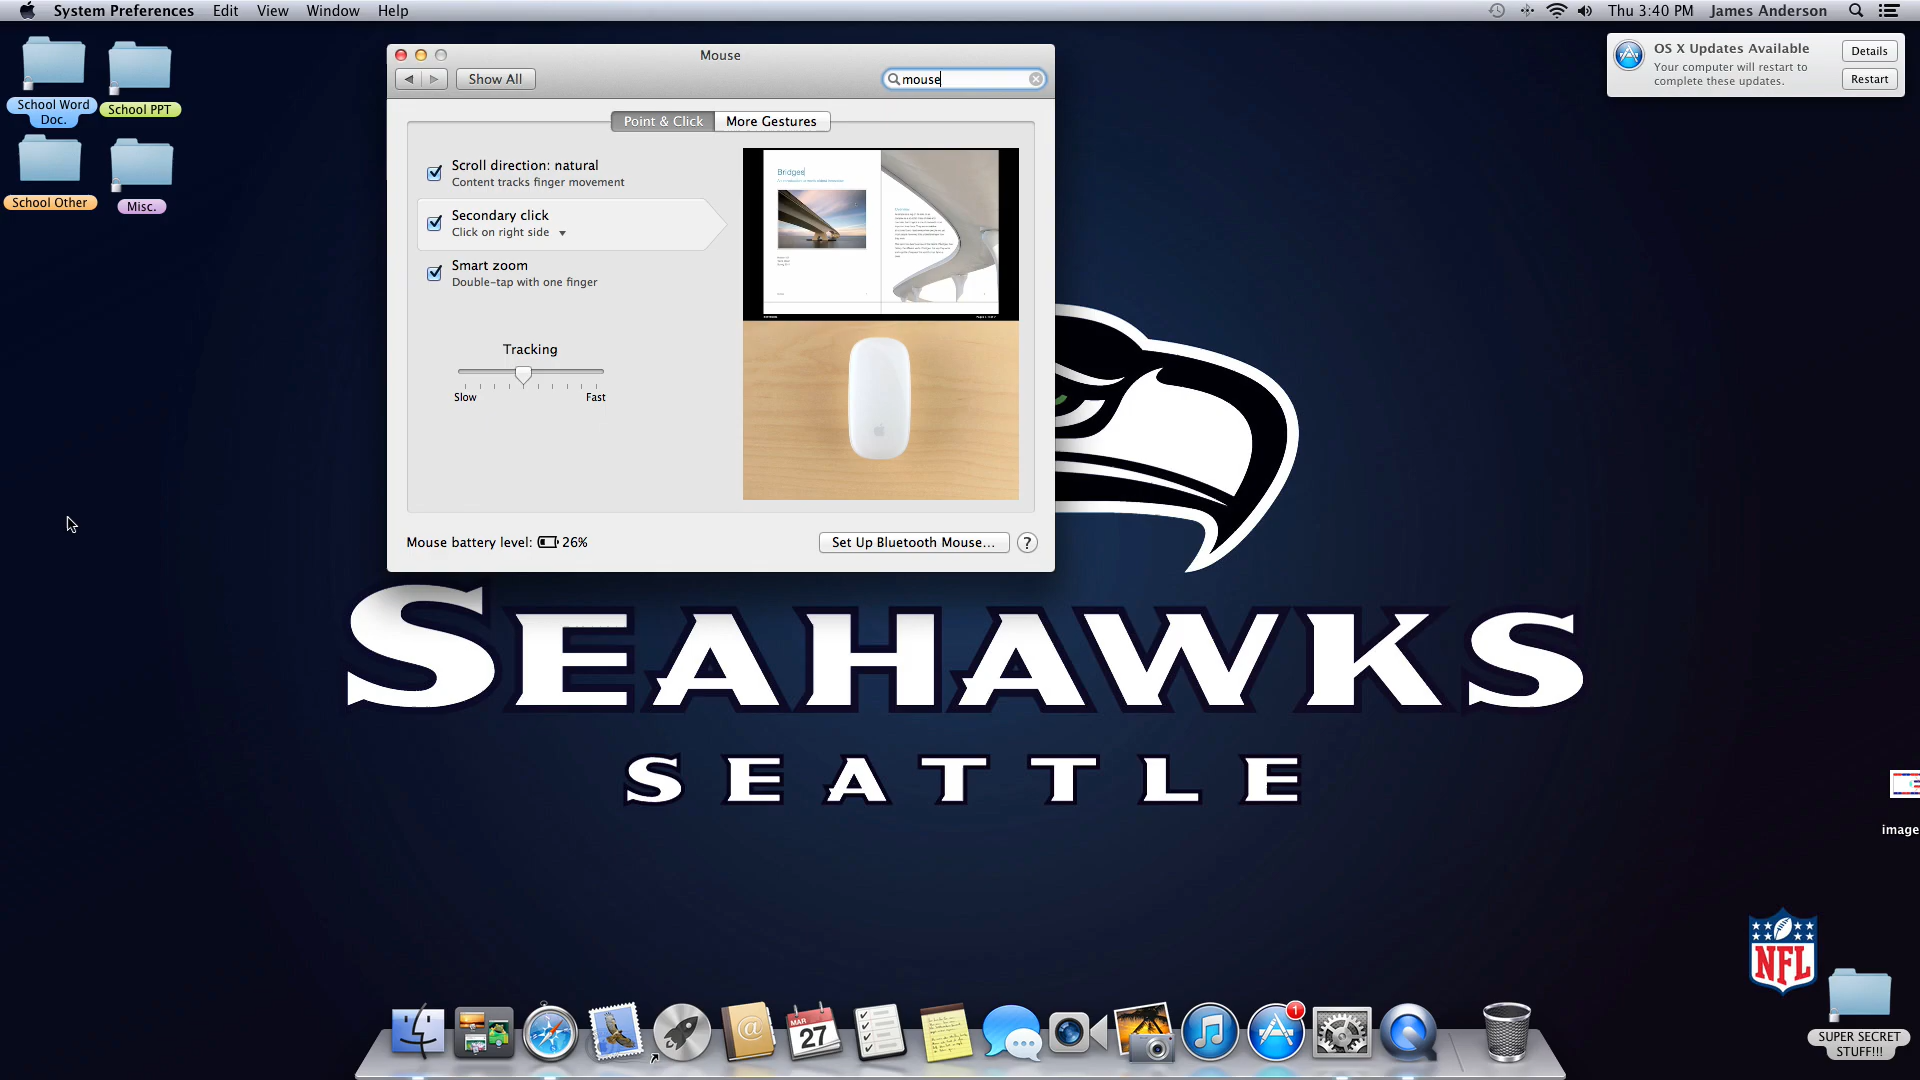 System Preferences Edit View Window Help
Thu 3:40 PM James Anderson
School Word
Doc.
School PPT
School Other
Misc.
Mouse
Show All
mouse
Point & Click More Gestures
Scroll direction: natural
Content tracks finger movement
Secondary click
Click on right side
Smart zoom
Double-tap with one finger
Tracking
Slow Fast
Bridges
Mouse battery level: 26%
Set Up Bluetooth Mouse...
?
OS X Updates Available
Your computer will restart to
complete these updates.
Details
Restart
SEAHAWKS
SEATTLE
image
NFL
SUPER SECRET
STUFF!!!
@
MAR
27
1